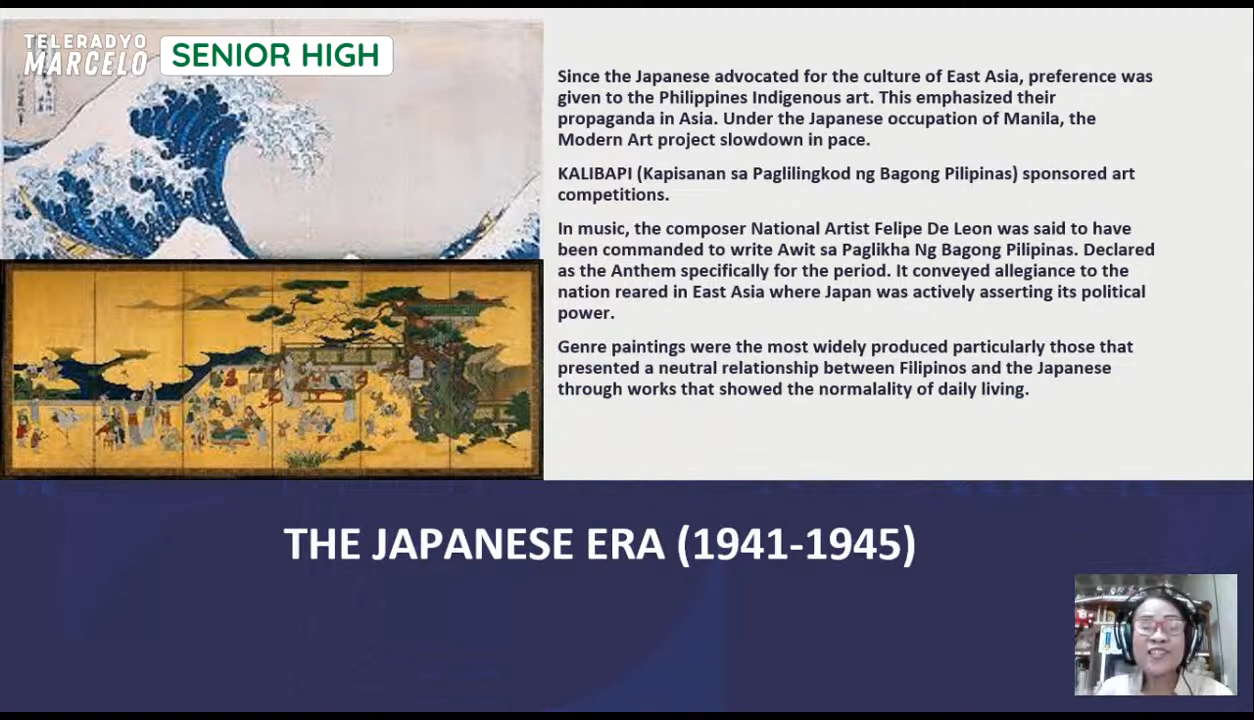 TELERADYO
MARCELO
SENIOR HIGH
Since the Japanese advocated for the culture of East Asia, preference was
given to the Philippines Indigenous art. This emphasized their
propaganda in Asia. Under the Japanese occupation of Manila, the
Modern Art project slowdown in pace.
KALIBAPI (Kapisanan sa Paglilingkod ng Bagong Pilipinas) sponsored art
competitions.
In music, the composer National Artist Felipe De Leon was said to have
been commanded to write Awit sa Paglikha Ng Bagong Pilipinas. Declared
as the Anthem specifically for the period. It conveyed allegiance to the
nation reared in East Asia where Japan was actively asserting its political
power.
Genre paintings were the most widely produced particularly those that
presented a neutral relationship between Filipinos and the Japanese
through works that showed the normalality of daily living.
THE JAPANESE ERA (1941-1945)